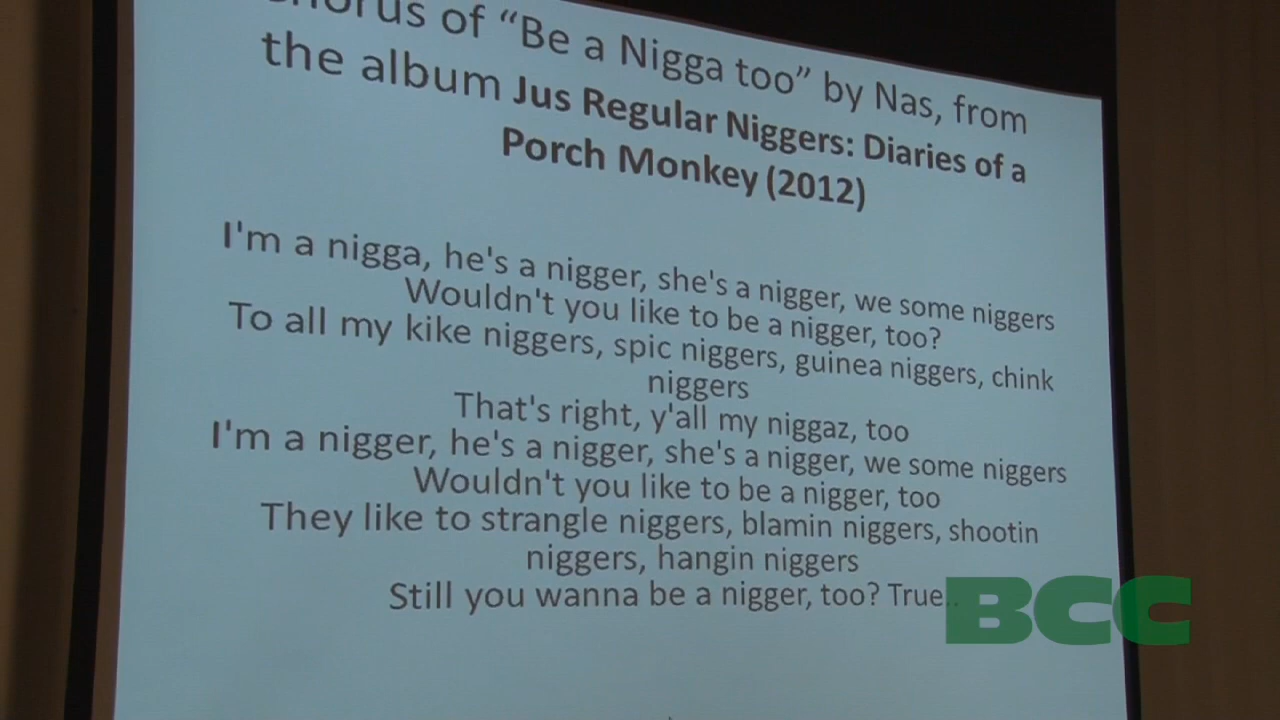 Chorus of “Be a Nigga too” by Nas, from
the album Jus Regular Niggers: Diaries of a
Porch Monkey (2012)
I'm a nigga, he's a nigger, she's a nigger, we some niggers
Wouldn't you like to be a nigger, too?
To all my kike niggers, spic niggers, guinea niggers, chink
niggers
That's right, y'all my niggaz, too
I'm a nigger, he's a nigger, she's a nigger, we some niggers
Wouldn't you like to be a nigger, too
They like to strangle niggers, blamin niggers, shootin
niggers, hangin niggers
Still you wanna be a nigger, too? True..
BCC